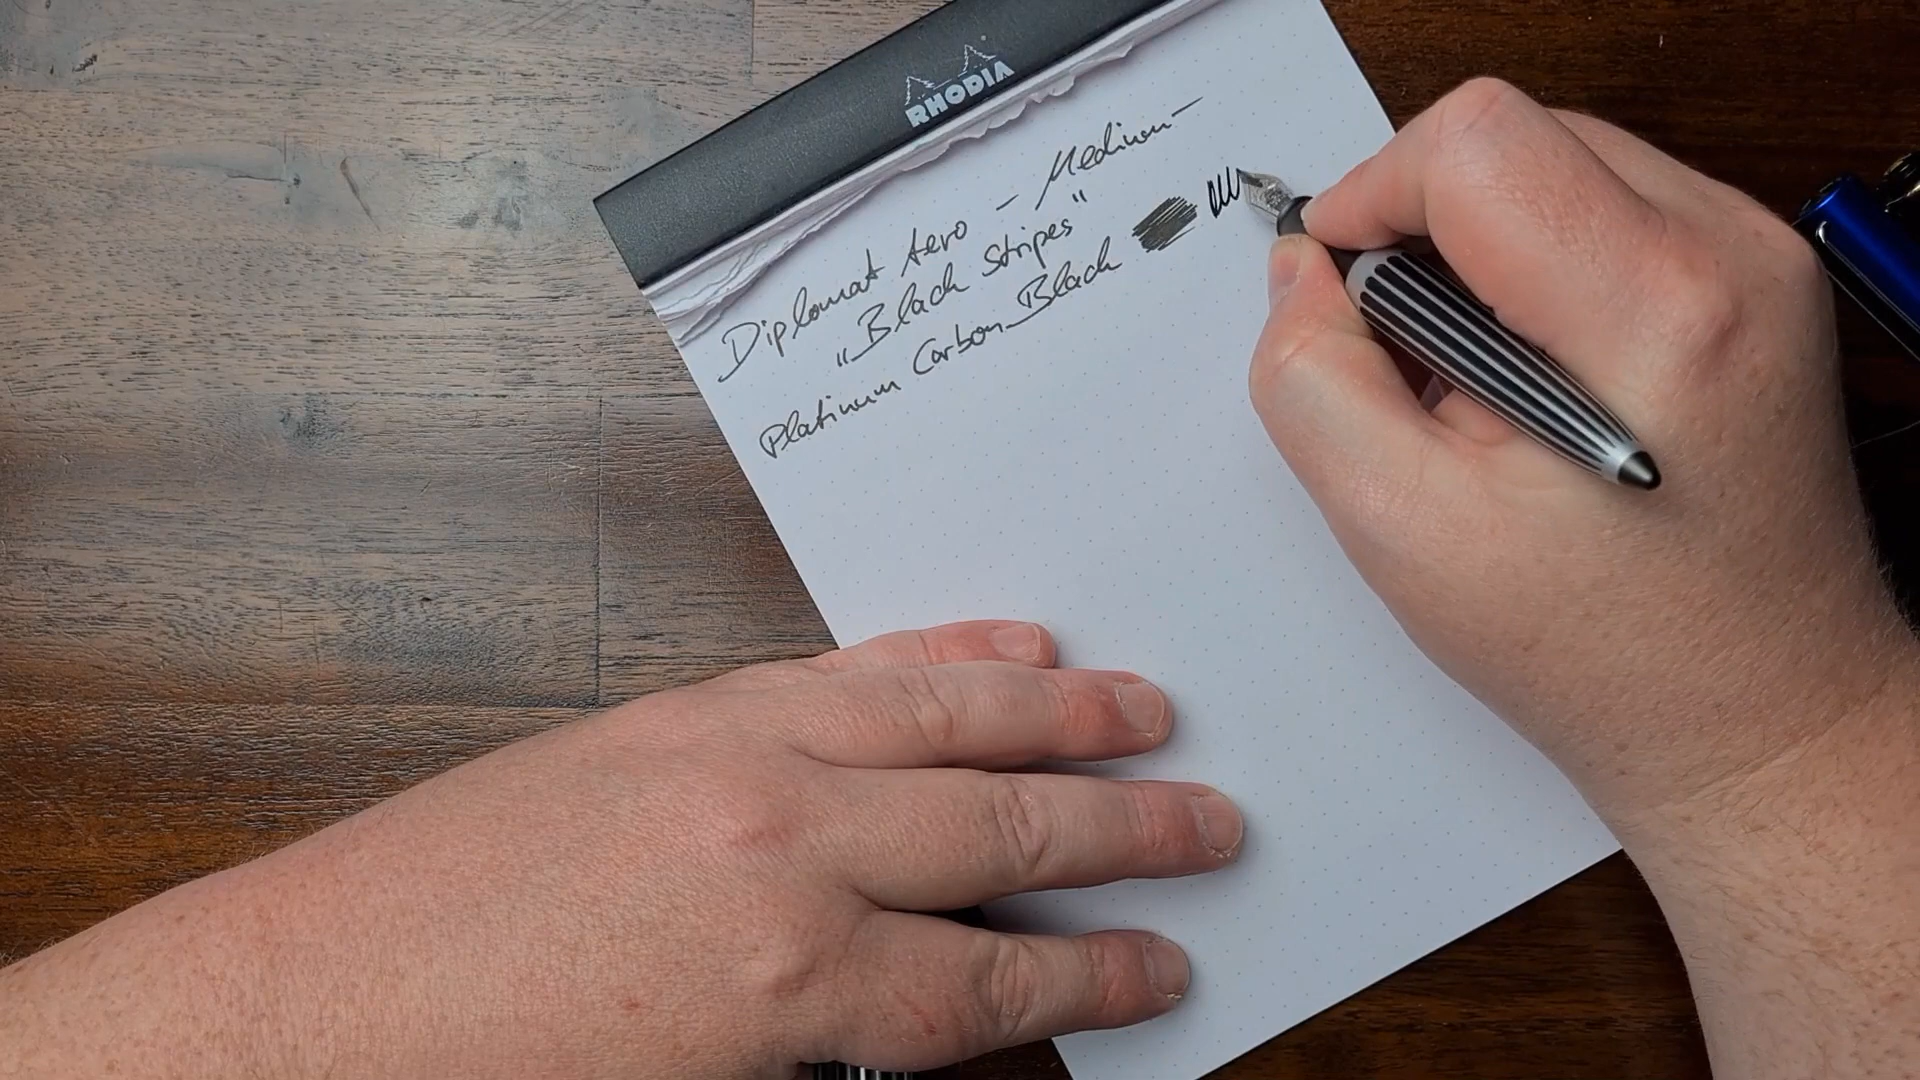 RHODIA
Diplomat Aero - Medium -
"Black Stripes"
Platinum Carbon Black